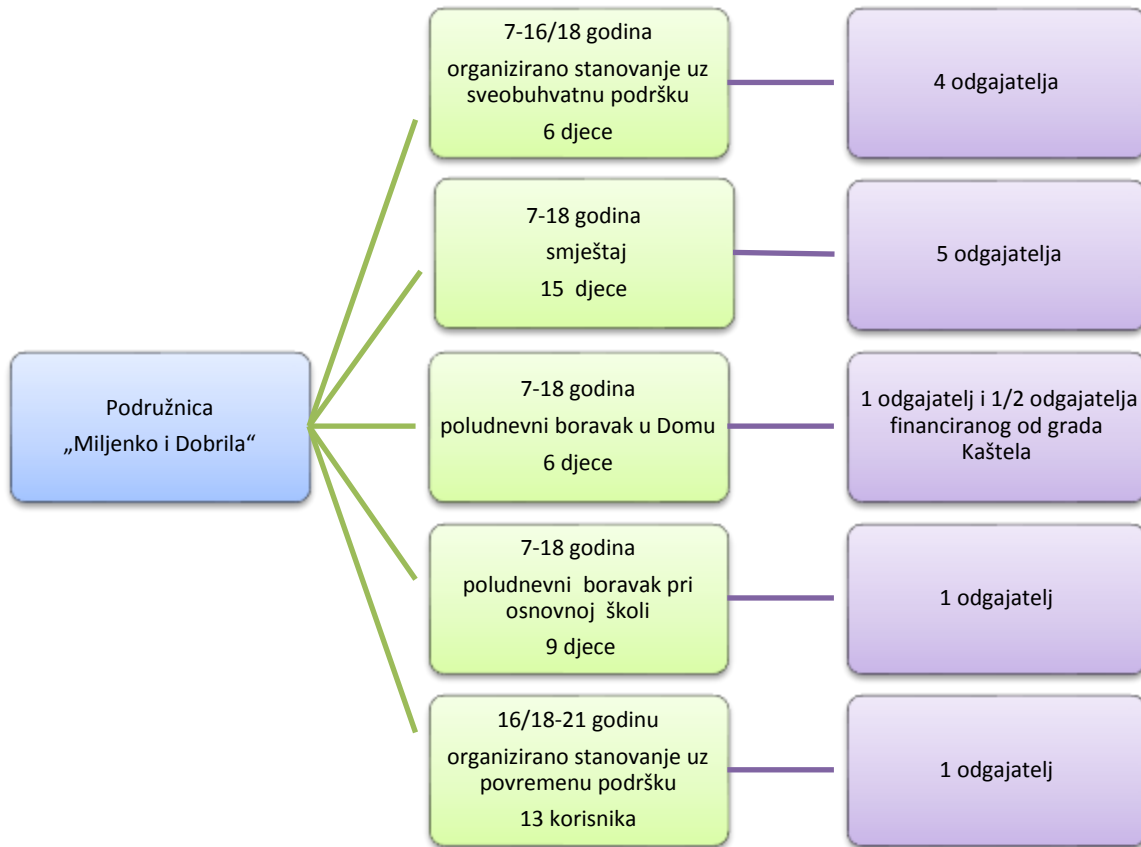 Podružnica
„Miljenko i Dobrila“
7-16/18 godina
organizirano stanovanje uz
sveobuhvatnu podršku
6 djece
4 odgajatelja
7-18 godina
smještaj
15 djece
5 odgajatelja
7-18 godina
poludnevni boravak u Domu
6 djece
1 odgajatelj i 1/2 odgajatelja
financiranog od grada
Kaštela
7-18 godina
poludnevni boravak pri
osnovnoj školi
9 djece
1 odgajatelj
16/18-21 godinu
organizirano stanovanje uz
povremenu podršku
13 korisnika
1 odgajatelj